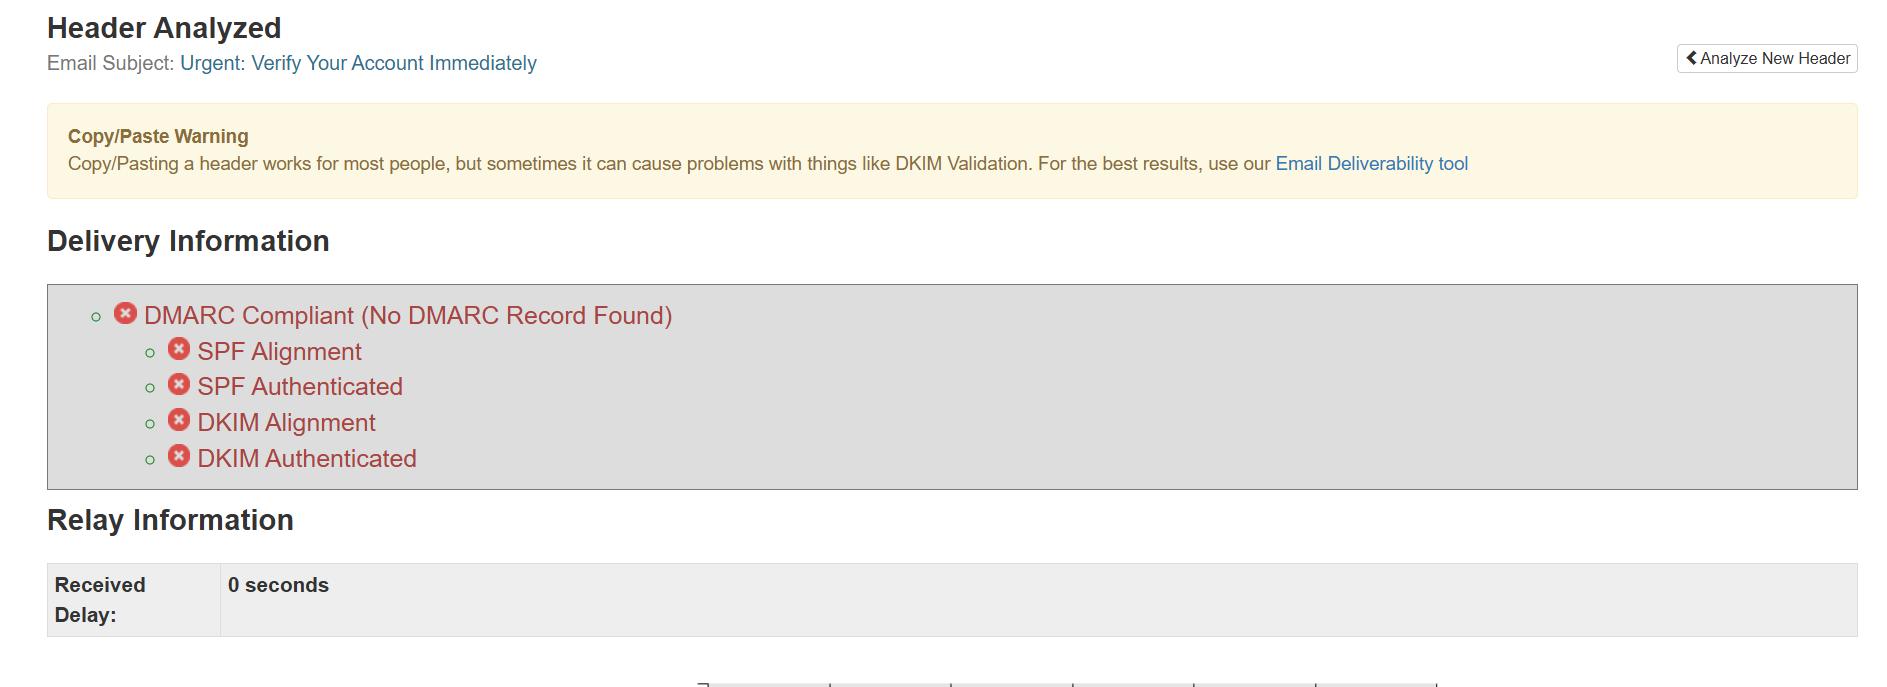 Header Analyzed
Email Subject: Urgent: Verify Your Account Immediately
Analyze New Header
Copy/Paste Warning
Copy/Pasting a header works for most people, but sometimes it can cause problems with things like DKIM Validation. For the best results, use our Email Deliverability tool
Delivery Information
DMARC Compliant (No DMARC Record Found)
SPF Alignment
SPF Authenticated
DKIM Alignment
DKIM Authenticated
Relay Information
Received Delay:
0 seconds